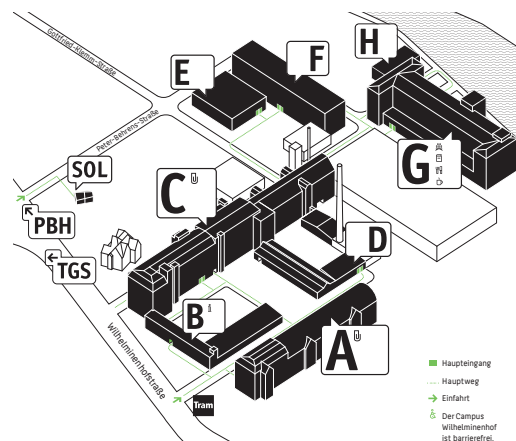 Gottfried-Klemm-Straße
H
F
E
Peter-Behrens-Straße
G
SOL
C
PBH
D
TGS
B i
A
Wilhelminenhofstraße
Tram
Haupteingang
Hauptweg
Einfahrt
Der Campus
Wilhelminenhof
ist barrierefrei.